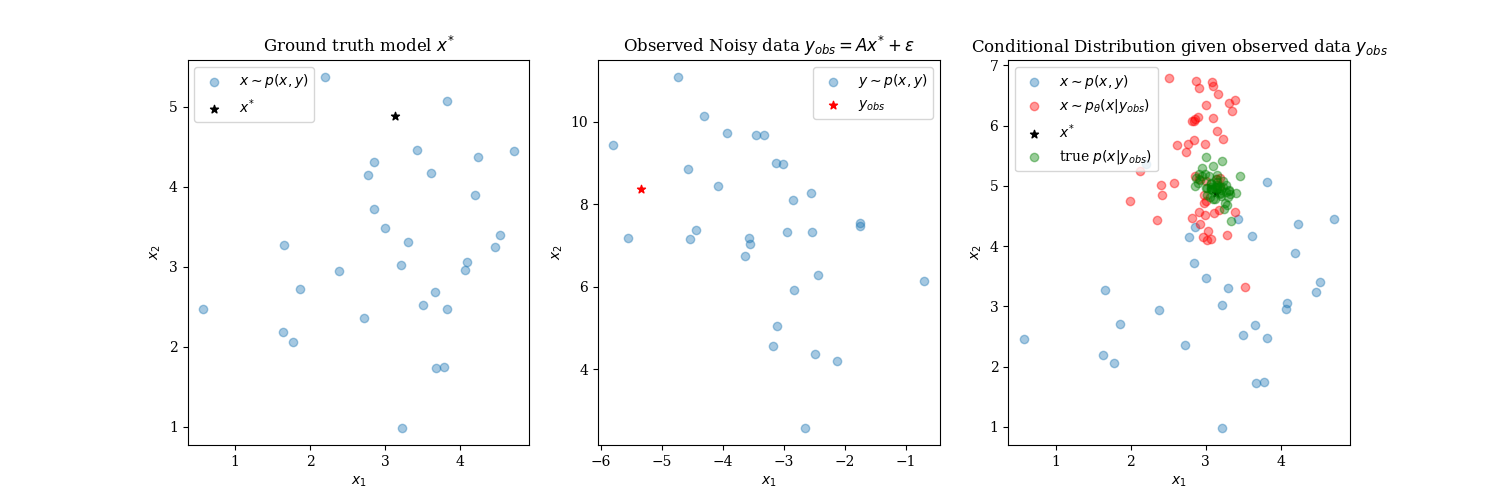 Ground truth model $x^*$
$x \sim p(x, y)$
$x^*$
5
4
3
2
1
$x_2$
1
2
3
4
$x_1$
Observed Noisy data $y_{obs} = Ax^* + \varepsilon$
$y \sim p(x, y)$
$y_{obs}$
10
8
6
4
$x_2$
−6
−5
−4
−3
−2
−1
$x_1$
Conditional Distribution given observed data $y_{obs}$
$x \sim p(x, y)$
$x \sim p_\theta(x|y_{obs})$
$x^*$
true $p(x|y_{obs})$
7
6
5
4
3
2
1
$x_2$
1
2
3
4
$x_1$